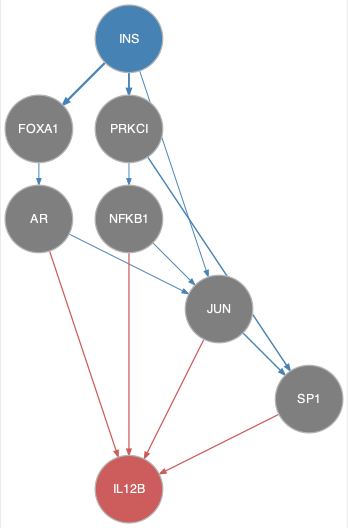 INS
FOXA1
PRKCI
AR
NFKB1
JUN
SP1
IL12B